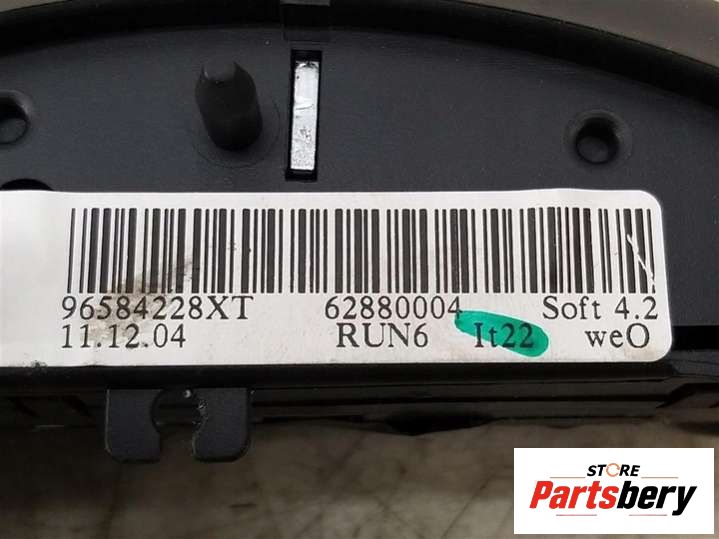 96584228XT 62880004 Soft 4.2
11.12.04 RUN6 It22 weO
STORE
Partsbery